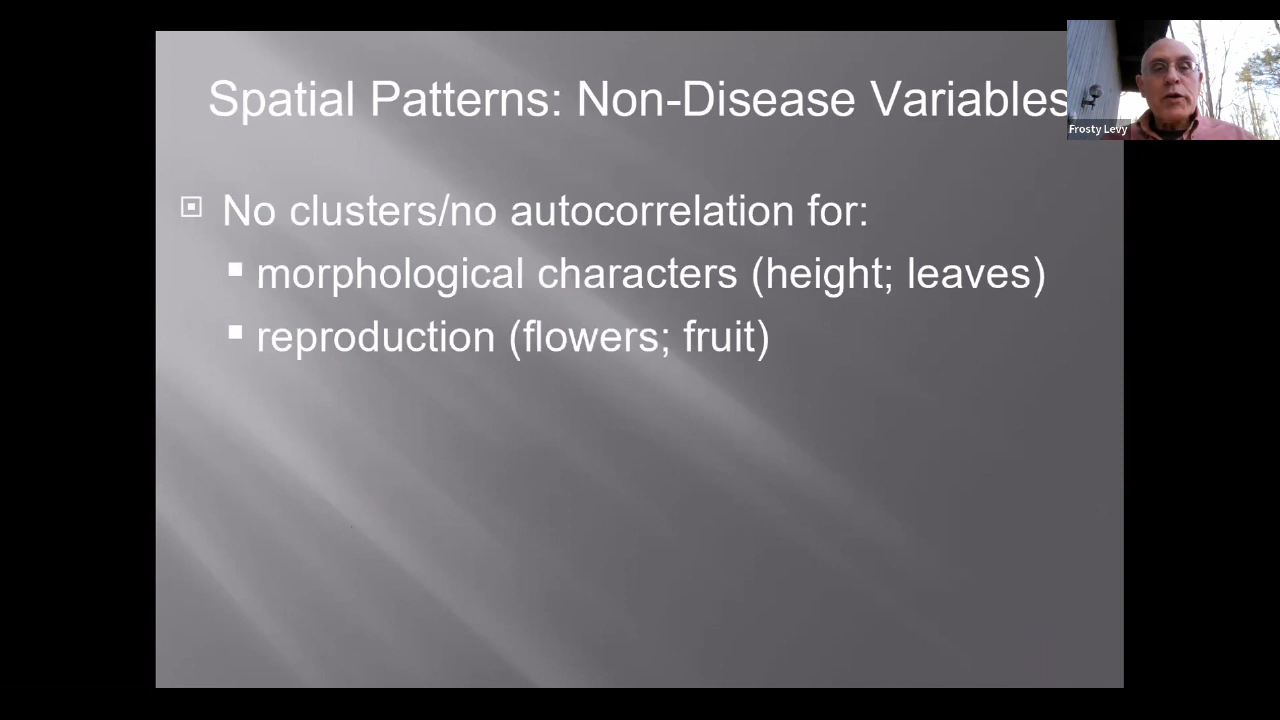 Spatial Patterns: Non-Disease Variables
Frosty Levy
No clusters/no autocorrelation for:
morphological characters (height; leaves)
reproduction (flowers; fruit)